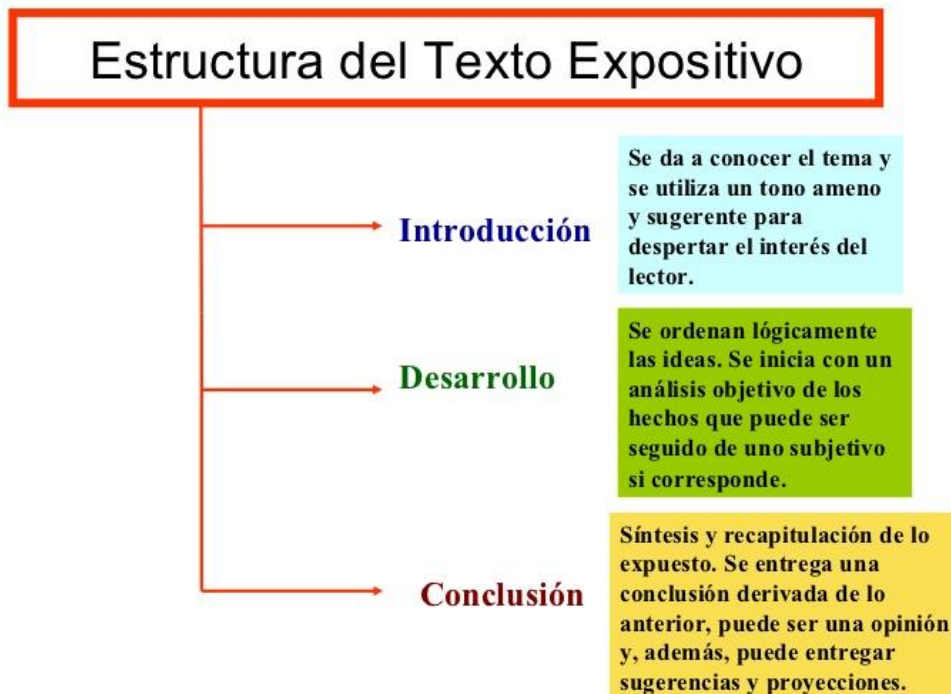 Estructura del Texto Expositivo
Introducción
Se da a conocer el tema y
se utiliza un tono ameno
y sugerente para
despertar el interés del
lector.
Desarrollo
Se ordenan lógicamente
las ideas. Se inicia con un
análisis objetivo de los
hechos que puede ser
seguido de uno subjetivo
si corresponde.
Conclusión
Síntesis y recapitulación de lo
expuesto. Se entrega una
conclusión derivada de lo
anterior, puede ser una opinión
y, además, puede entregar
sugerencias y proyecciones.